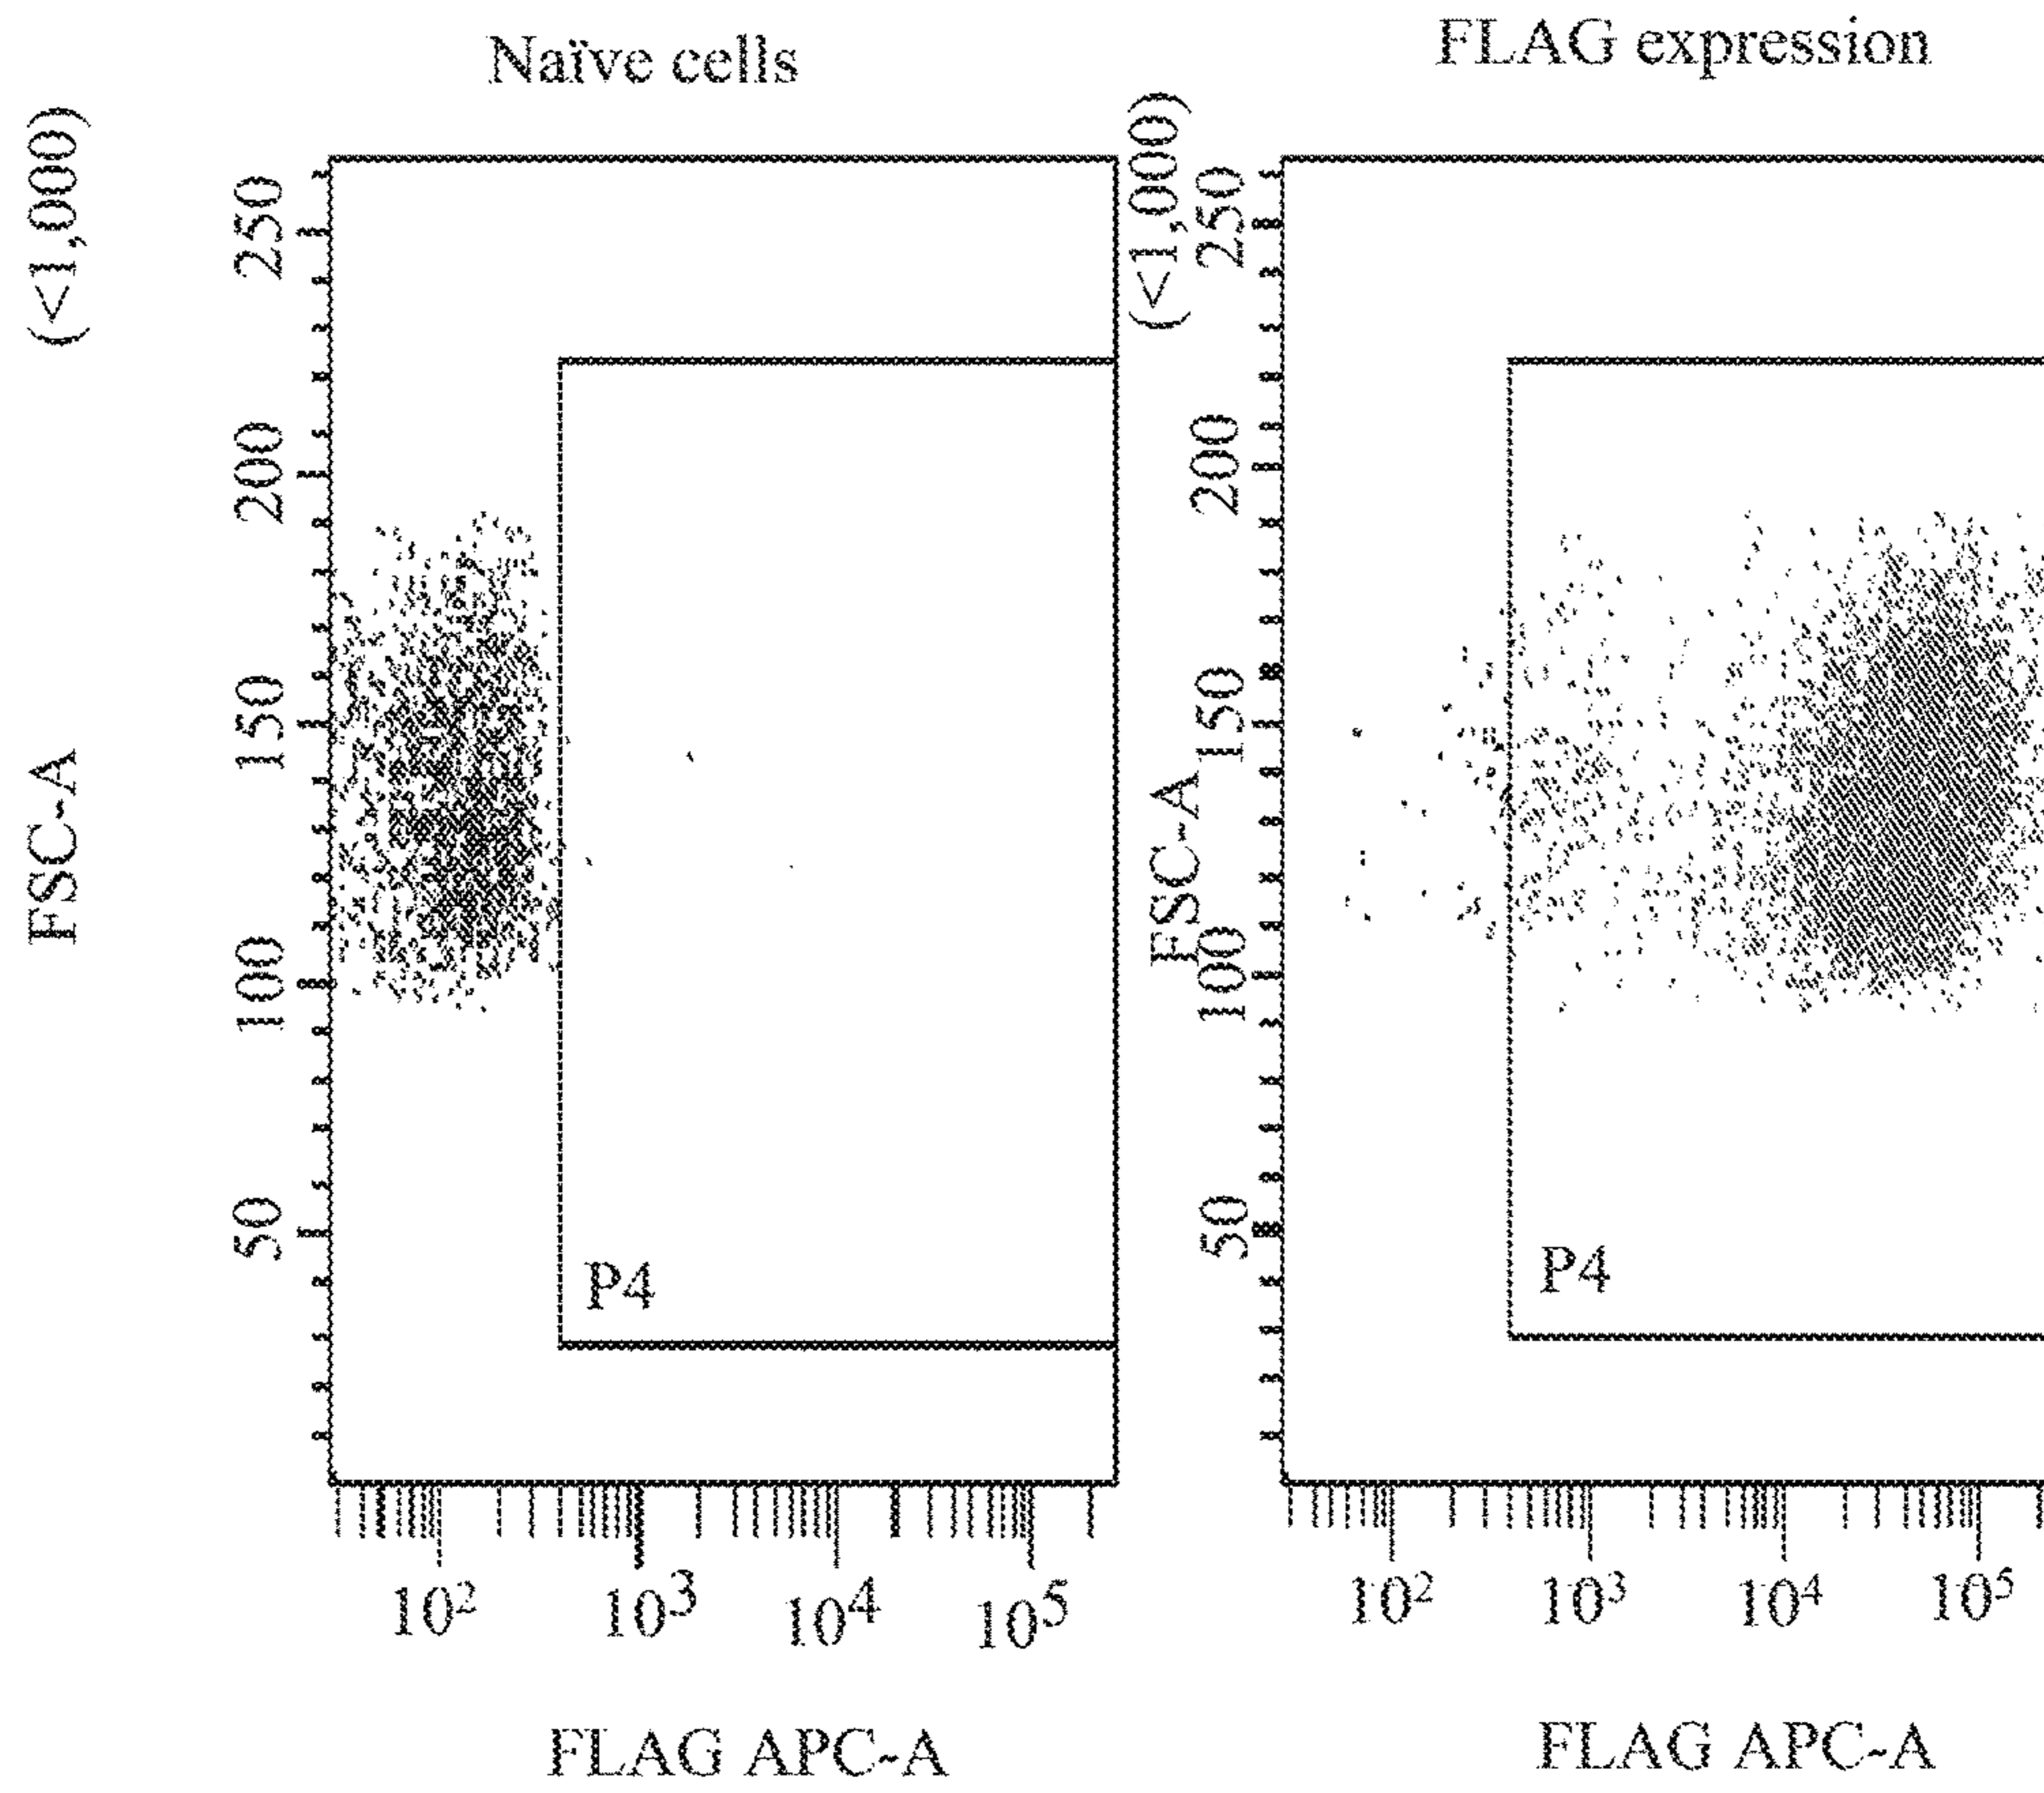 Naïve cells
(<1,000)
FSC-A
250
200
150
100
50
P4
10²
10³
10⁴
10⁵
FLAG APC-A
FLAG expression
(<1,000)
FSC-A
250
200
150
100
50
P4
10²
10³
10⁴
10⁵
FLAG APC-A